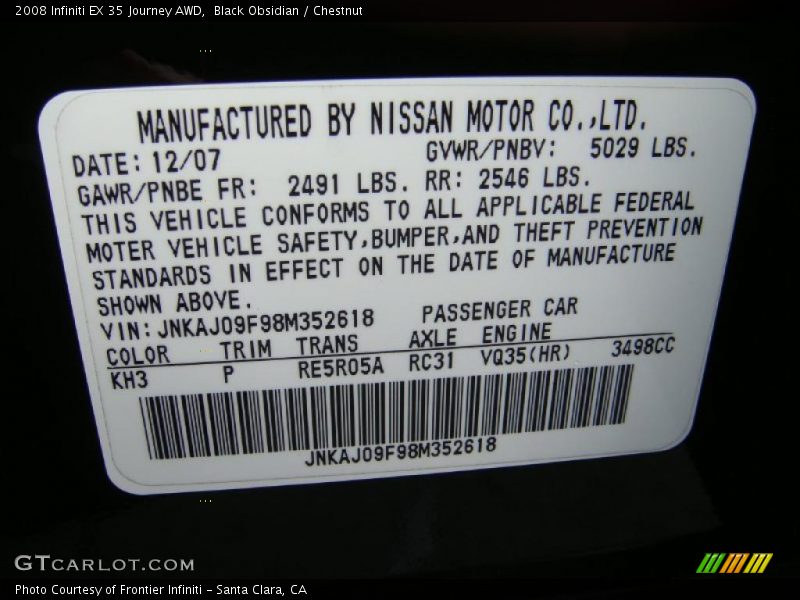 2008 Infiniti EX 35 Journey AWD, Black Obsidian / Chestnut
MANUFACTURED BY NISSAN MOTOR CO.,LTD.
DATE: 12/07 GVWR/PNBV: 5029 LBS.
GAWR/PNBE FR: 2491 LBS. RR: 2546 LBS.
THIS VEHICLE CONFORMS TO ALL APPLICABLE FEDERAL
MOTER VEHICLE SAFETY,BUMPER,AND THEFT PREVENTION
STANDARDS IN EFFECT ON THE DATE OF MANUFACTURE
SHOWN ABOVE.
VIN: JNKAJ09F98M352618 PASSENGER CAR
COLOR TRIM TRANS AXLE ENGINE
KH3 P RE5R05A RC31 VQ35(HR) 3498CC
JNKAJ09F98M352618
GTCARLOT.COM
Photo Courtesy of Frontier Infiniti - Santa Clara, CA